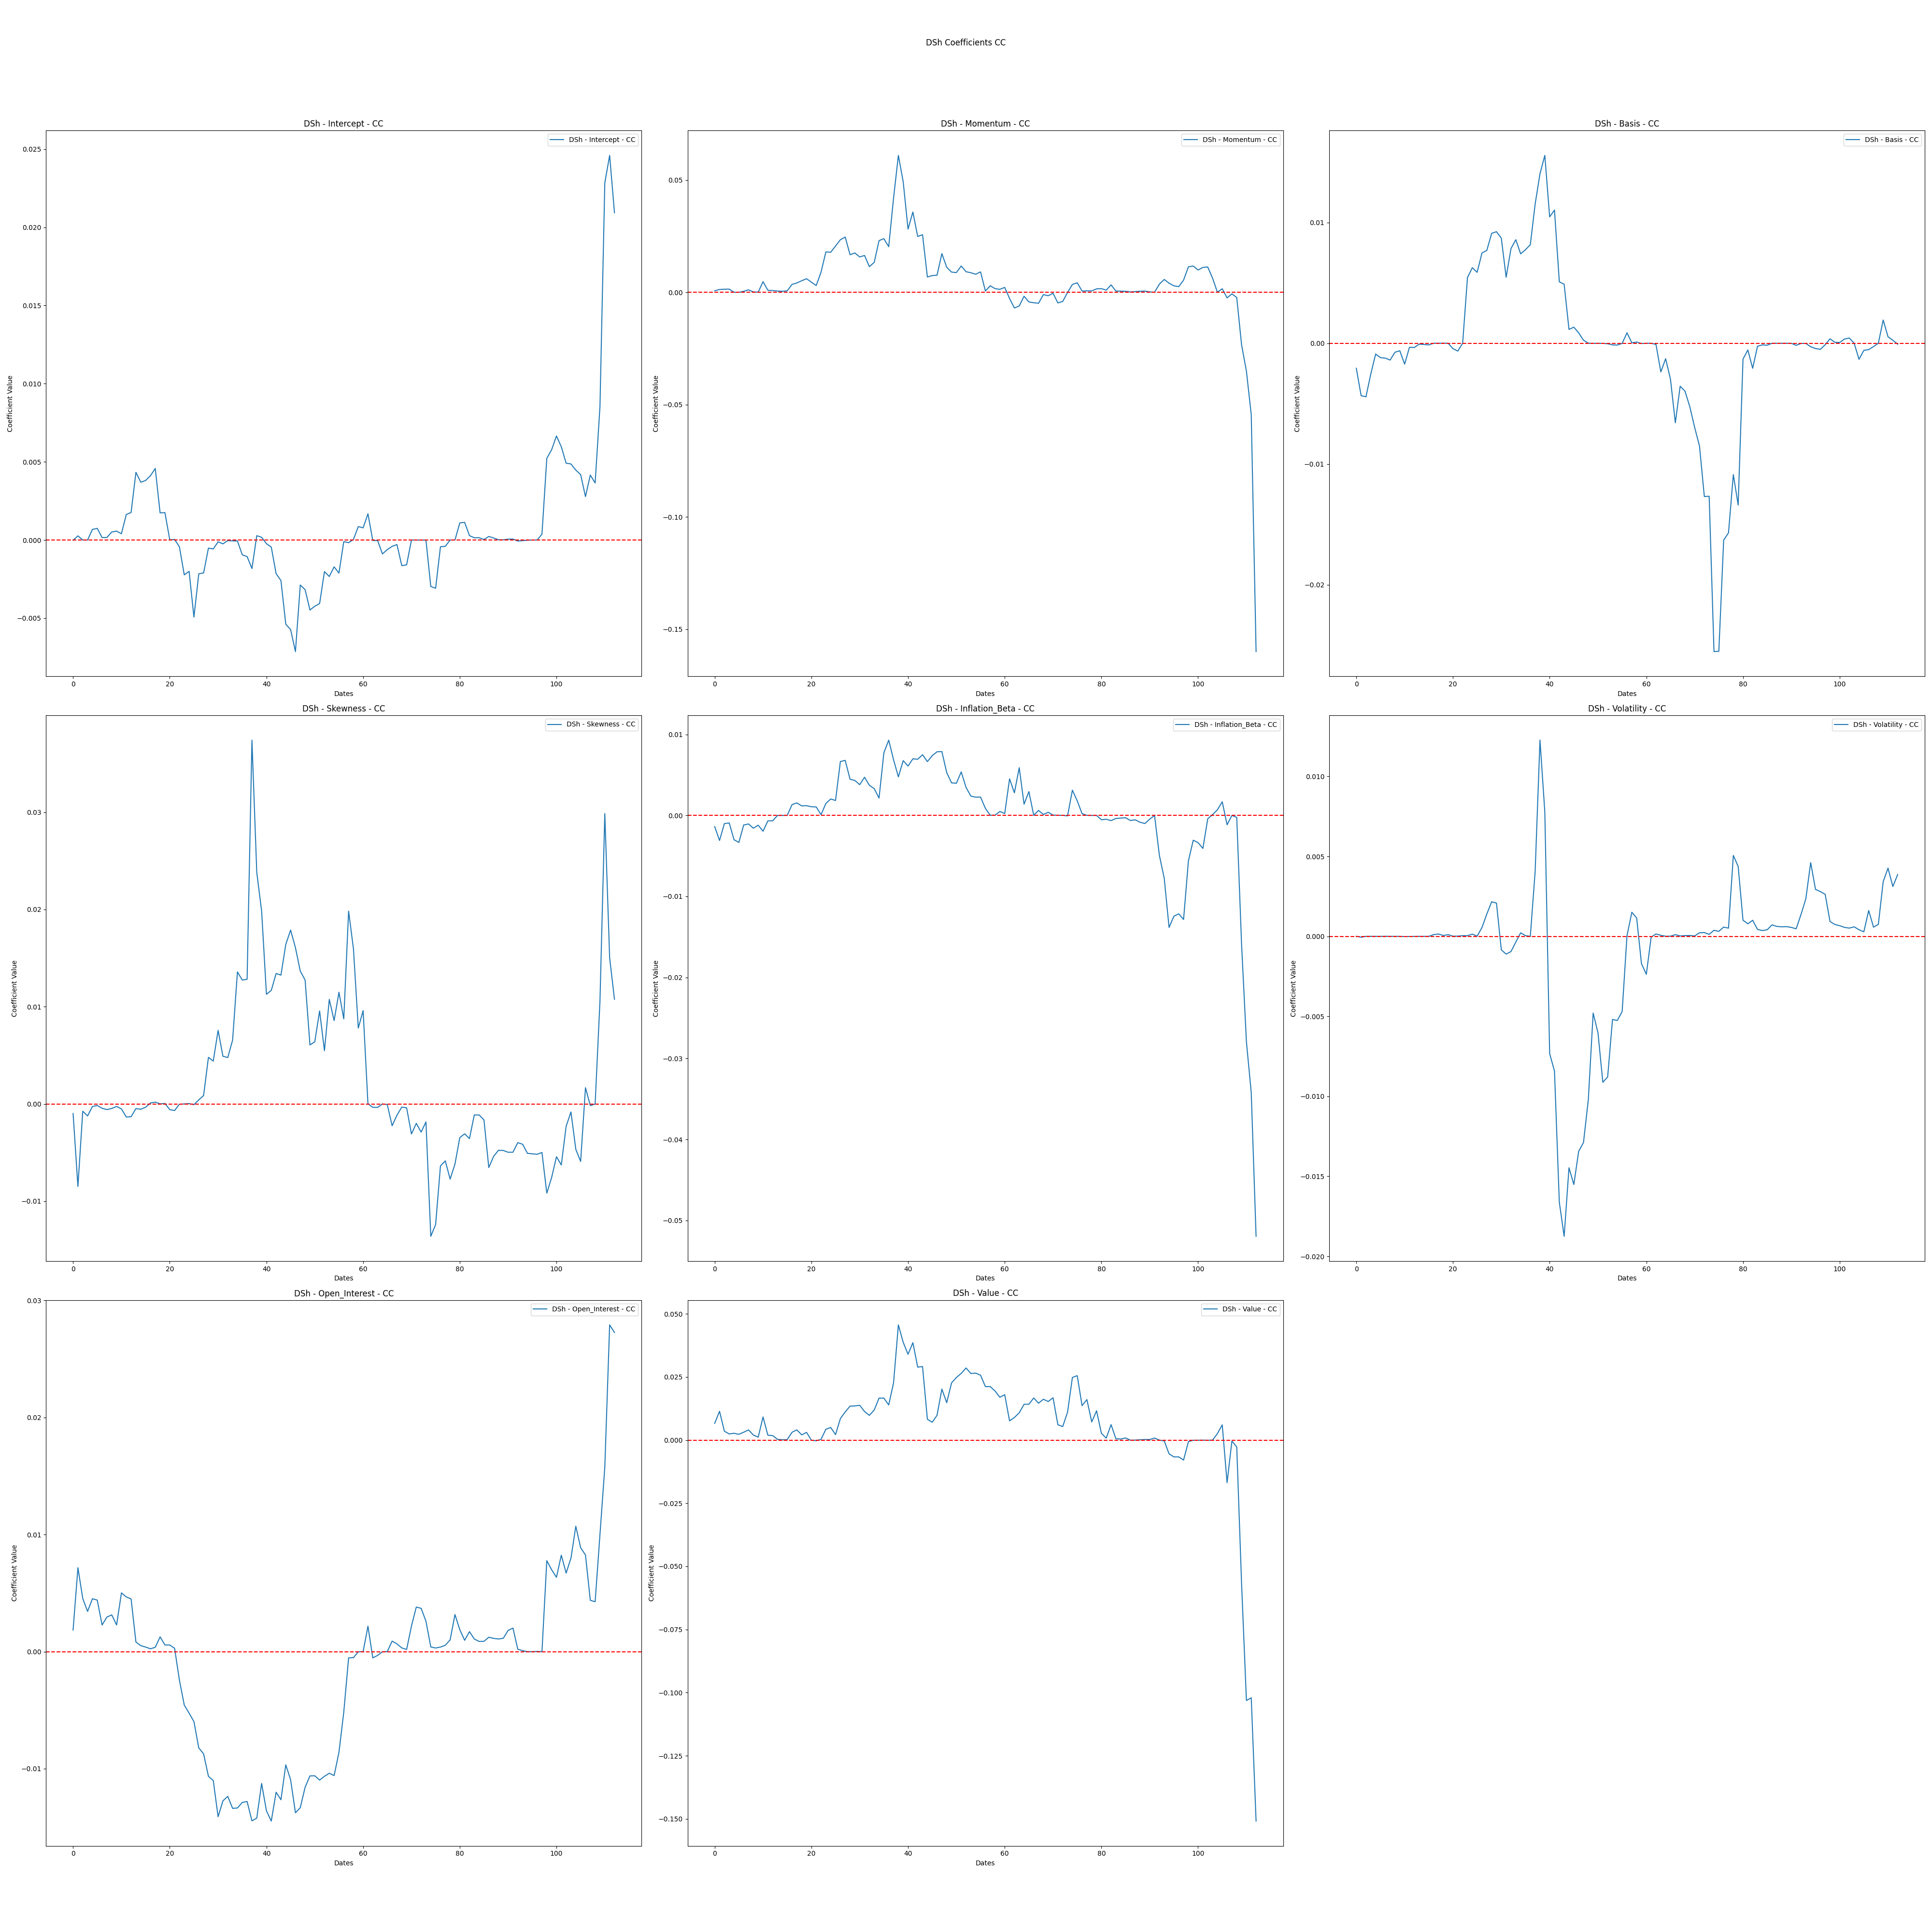 DSh Coefficients CC
DSh - Intercept - CC
DSh - Intercept - CC
0.025
0.020
0.015
0.010
0.005
0.000
−0.005
Coefficient Value
0 20 40 60 80 100
Dates
DSh - Momentum - CC
DSh - Momentum - CC
0.05
0.00
−0.05
−0.10
−0.15
Coefficient Value
0 20 40 60 80 100
Dates
DSh - Basis - CC
DSh - Basis - CC
0.01
0.00
−0.01
−0.02
Coefficient Value
0 20 40 60 80 100
Dates
DSh - Skewness - CC
DSh - Skewness - CC
0.03
0.02
0.01
0.00
−0.01
Coefficient Value
0 20 40 60 80 100
Dates
DSh - Inflation_Beta - CC
DSh - Inflation_Beta - CC
0.01
0.00
−0.01
−0.02
−0.03
−0.04
−0.05
Coefficient Value
0 20 40 60 80 100
Dates
DSh - Volatility - CC
DSh - Volatility - CC
0.010
0.005
0.000
−0.005
−0.010
−0.015
−0.020
Coefficient Value
0 20 40 60 80 100
Dates
DSh - Open_Interest - CC
DSh - Open_Interest - CC
0.03
0.02
0.01
0.00
−0.01
Coefficient Value
0 20 40 60 80 100
Dates
DSh - Value - CC
DSh - Value - CC
0.050
0.025
0.000
−0.025
−0.050
−0.075
−0.100
−0.125
−0.150
Coefficient Value
0 20 40 60 80 100
Dates